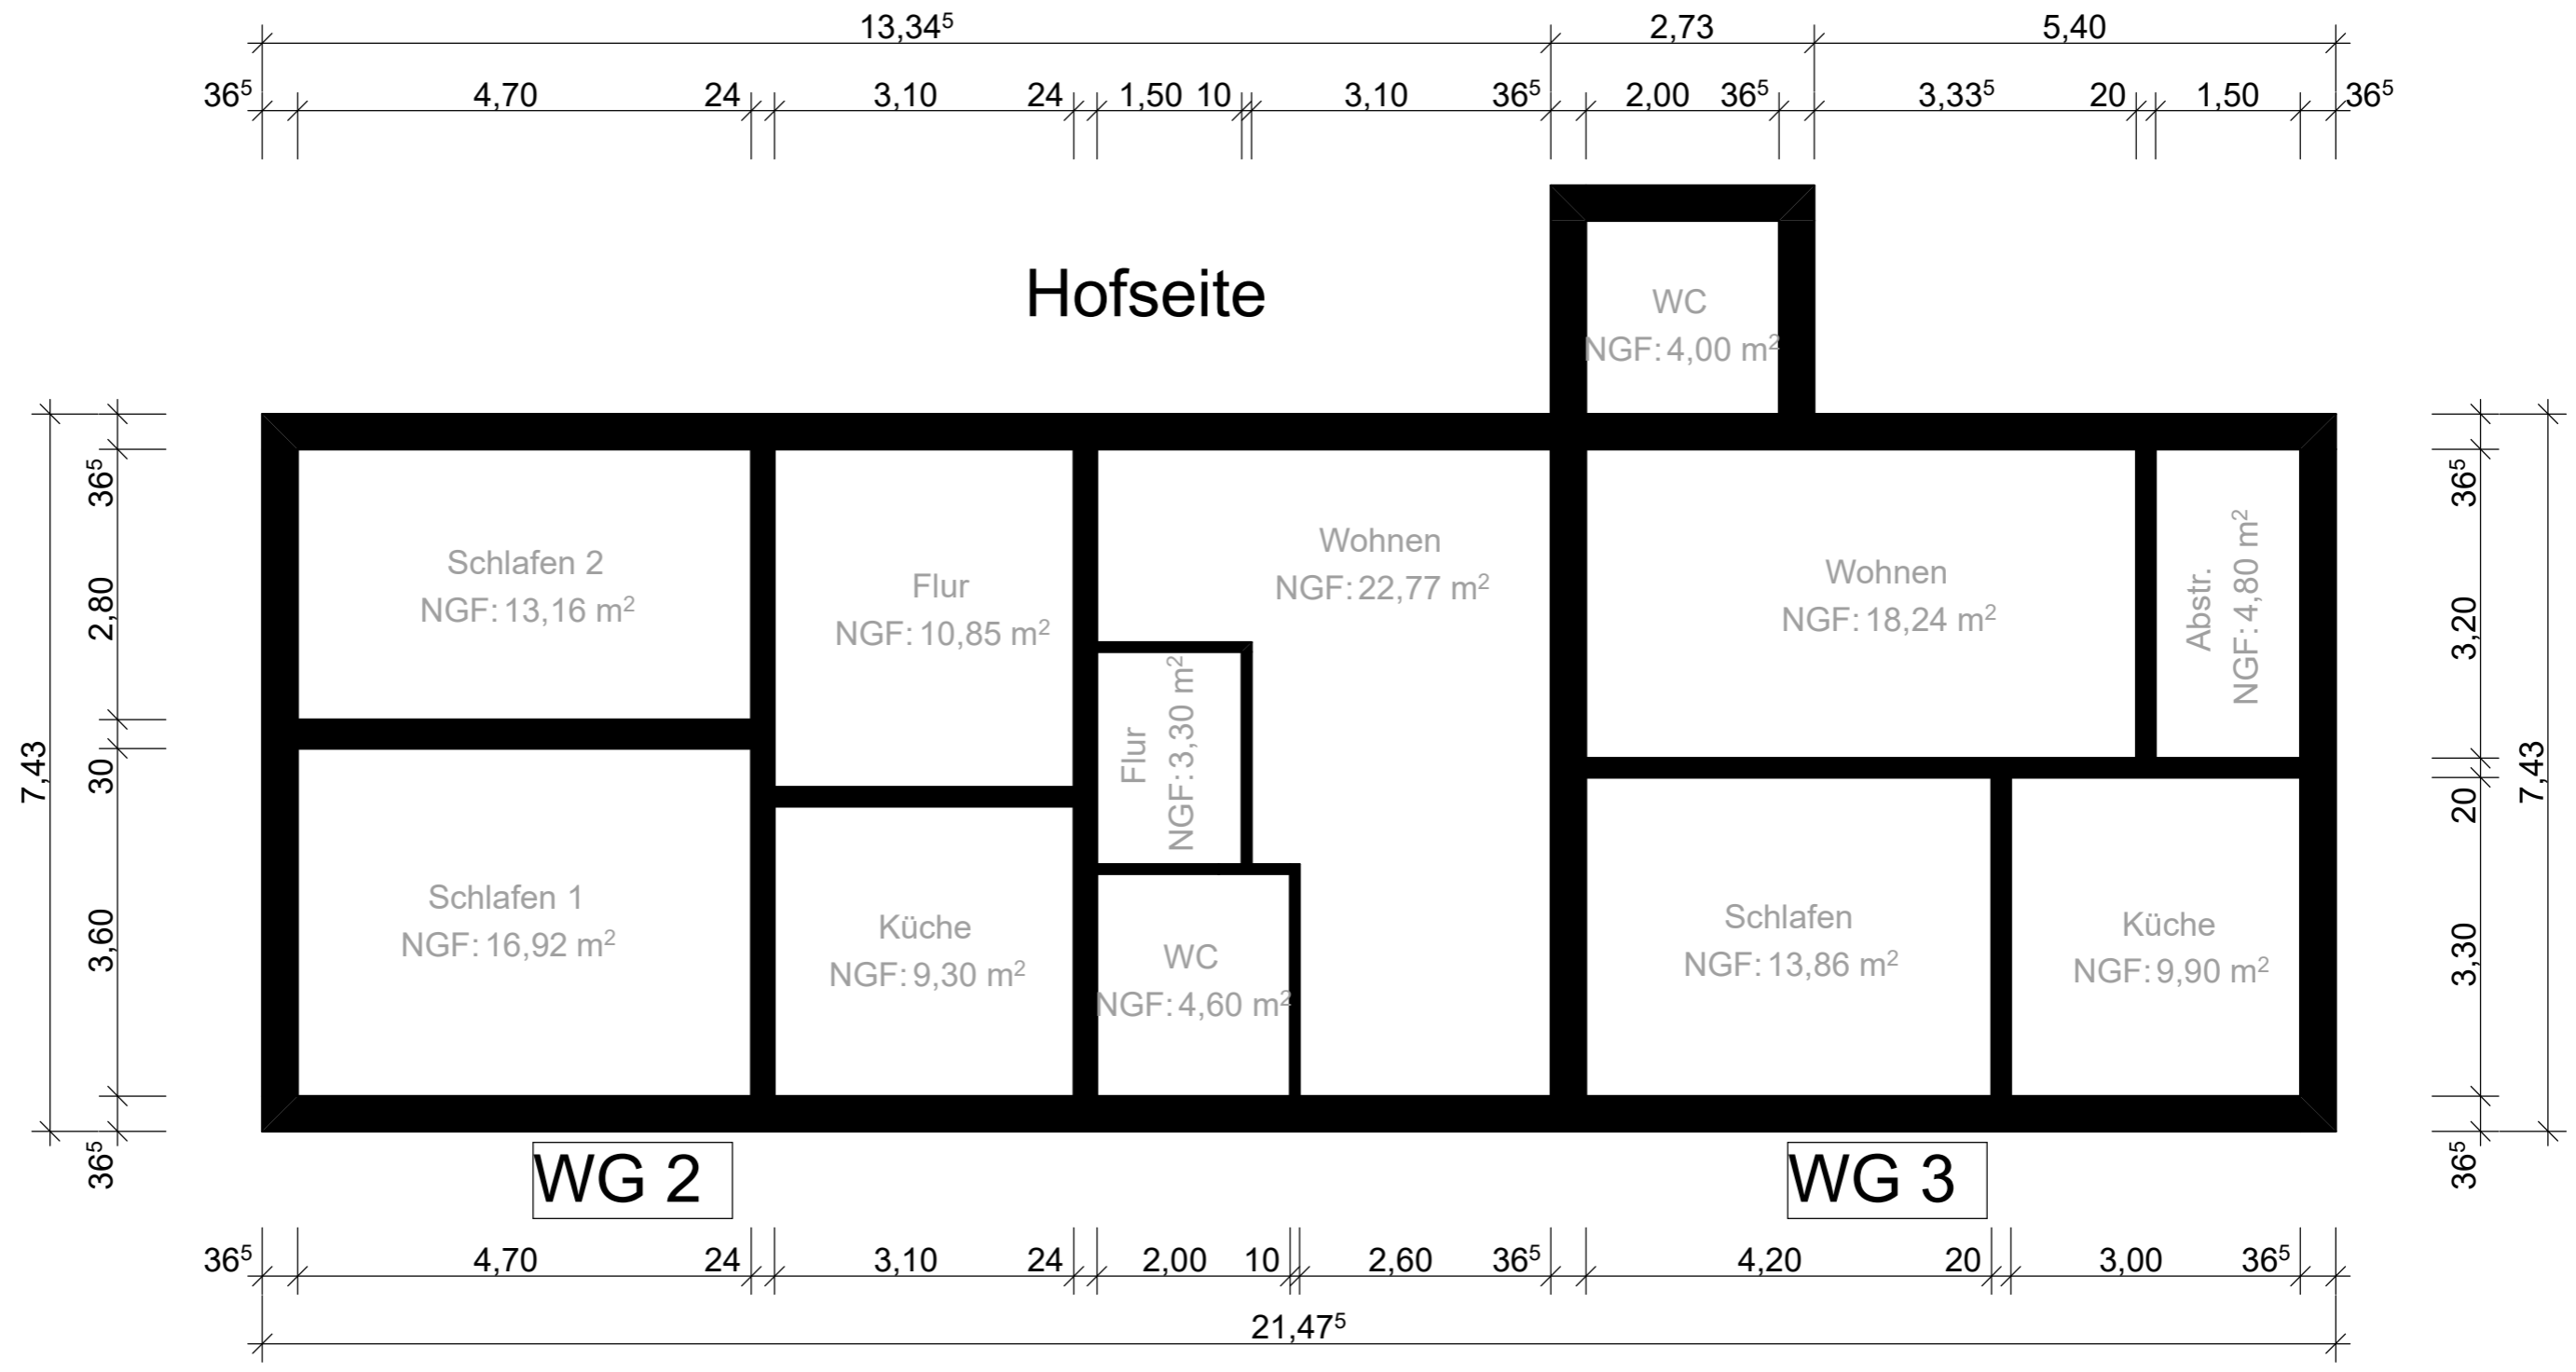 13,34⁵ 2,73 5,40
36⁵ 4,70 24 3,10 24 1,50 10 3,10 36⁵ 2,00 36⁵ 3,33⁵ 20 1,50 36⁵
Hofseite
WC
NGF: 4,00 m²
Schlafen 2
NGF: 13,16 m²
Flur
NGF: 10,85 m²
Wohnen
NGF: 22,77 m²
Wohnen
NGF: 18,24 m²
Abstr.
NGF: 4,80 m²
Flur
NGF: 3,30 m²
Schlafen 1
NGF: 16,92 m²
Küche
NGF: 9,30 m²
WC
NGF: 4,60 m²
Schlafen
NGF: 13,86 m²
Küche
NGF: 9,90 m²
7,43
36⁵ 3,60 30 2,80 36⁵
36⁵ 3,30 20 3,20 36⁵
7,43
WG 2
WG 3
36⁵ 4,70 24 3,10 24 2,00 10 2,60 36⁵ 4,20 20 3,00 36⁵
21,47⁵